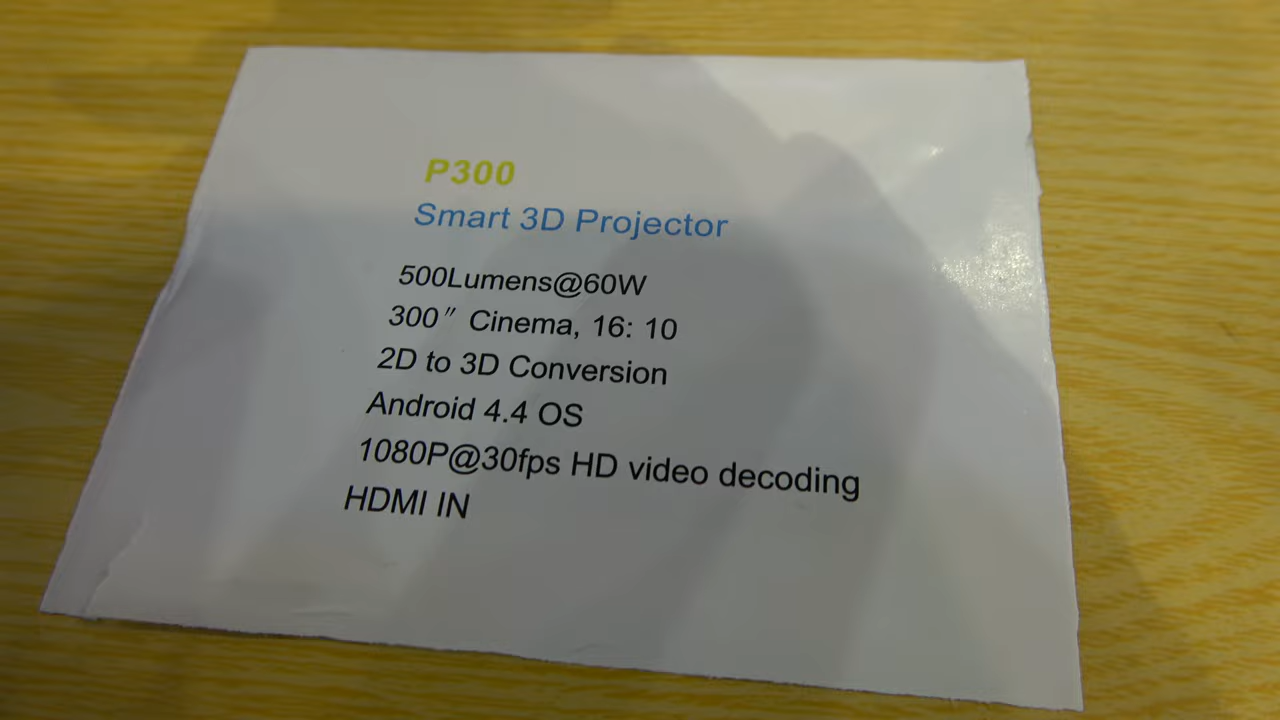 P300
Smart 3D Projector
500Lumens@60W
300" Cinema, 16: 10
2D to 3D Conversion
Android 4.4 OS
1080P@30fps HD video decoding
HDMI IN